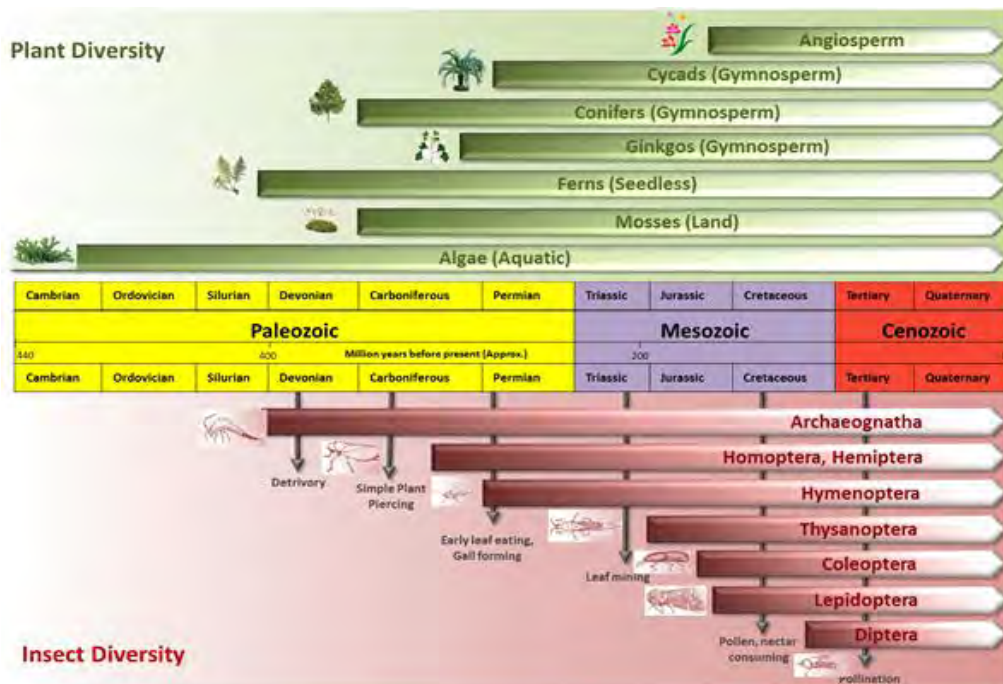 Plant Diversity
Angiosperm
Cycads (Gymnosperm)
Conifers (Gymnosperm)
Ginkgos (Gymnosperm)
Ferns (Seedless)
Mosses (Land)
Algae (Aquatic)
Cambrian Ordovician Silurian Devonian Carboniferous Permian Triassic Jurassic Cretaceous Tertiary Quaternary
Paleozoic Mesozoic Cenozoic
440 400 Million years before present (Approx.) 200
Cambrian Ordovician Silurian Devonian Carboniferous Permian Triassic Jurassic Cretaceous Tertiary Quaternary
Archaeognatha
Homoptera, Hemiptera
Detrivory
Simple Plant
Piercing
Hymenoptera
Thysanoptera
Early leaf eating,
Gall forming
Coleoptera
Leaf mining
Lepidoptera
Diptera
Pollen, nectar
consuming
Insect Diversity
Pollination